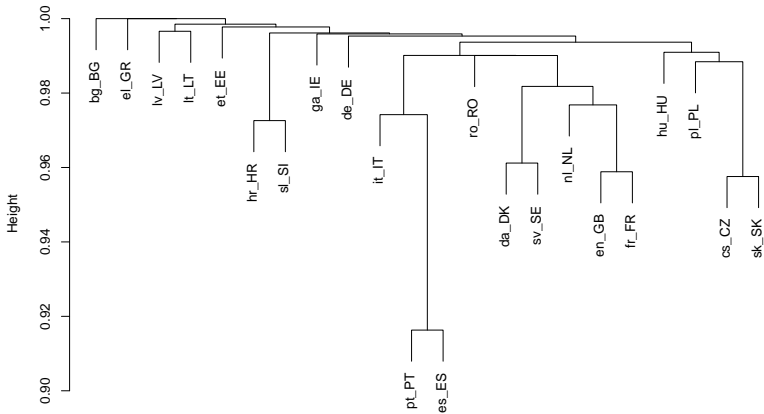 Height
1.00
0.98
0.96
0.94
0.92
0.90
bg_BG
el_GR
lv_LV
lt_LT
et_EE
hr_HR
sl_SI
ga_IE
de_DE
it_IT
pt_PT
es_ES
ro_RO
da_DK
sv_SE
nl_NL
en_GB
fr_FR
hu_HU
pl_PL
cs_CZ
sk_SK